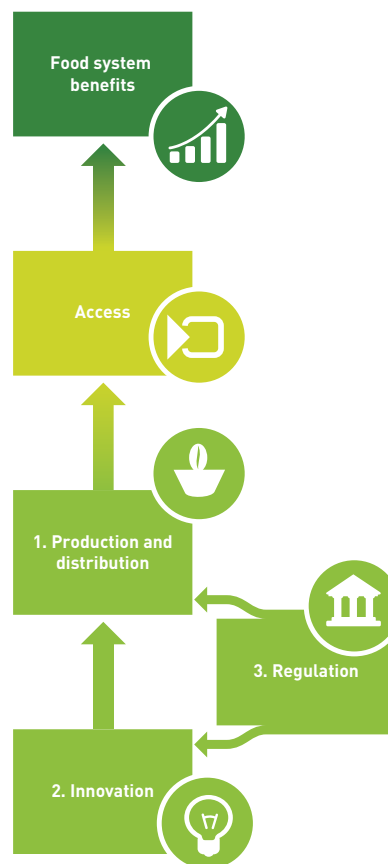 Food system
benefits
Access
1. Production and
distribution
3. Regulation
2. Innovation